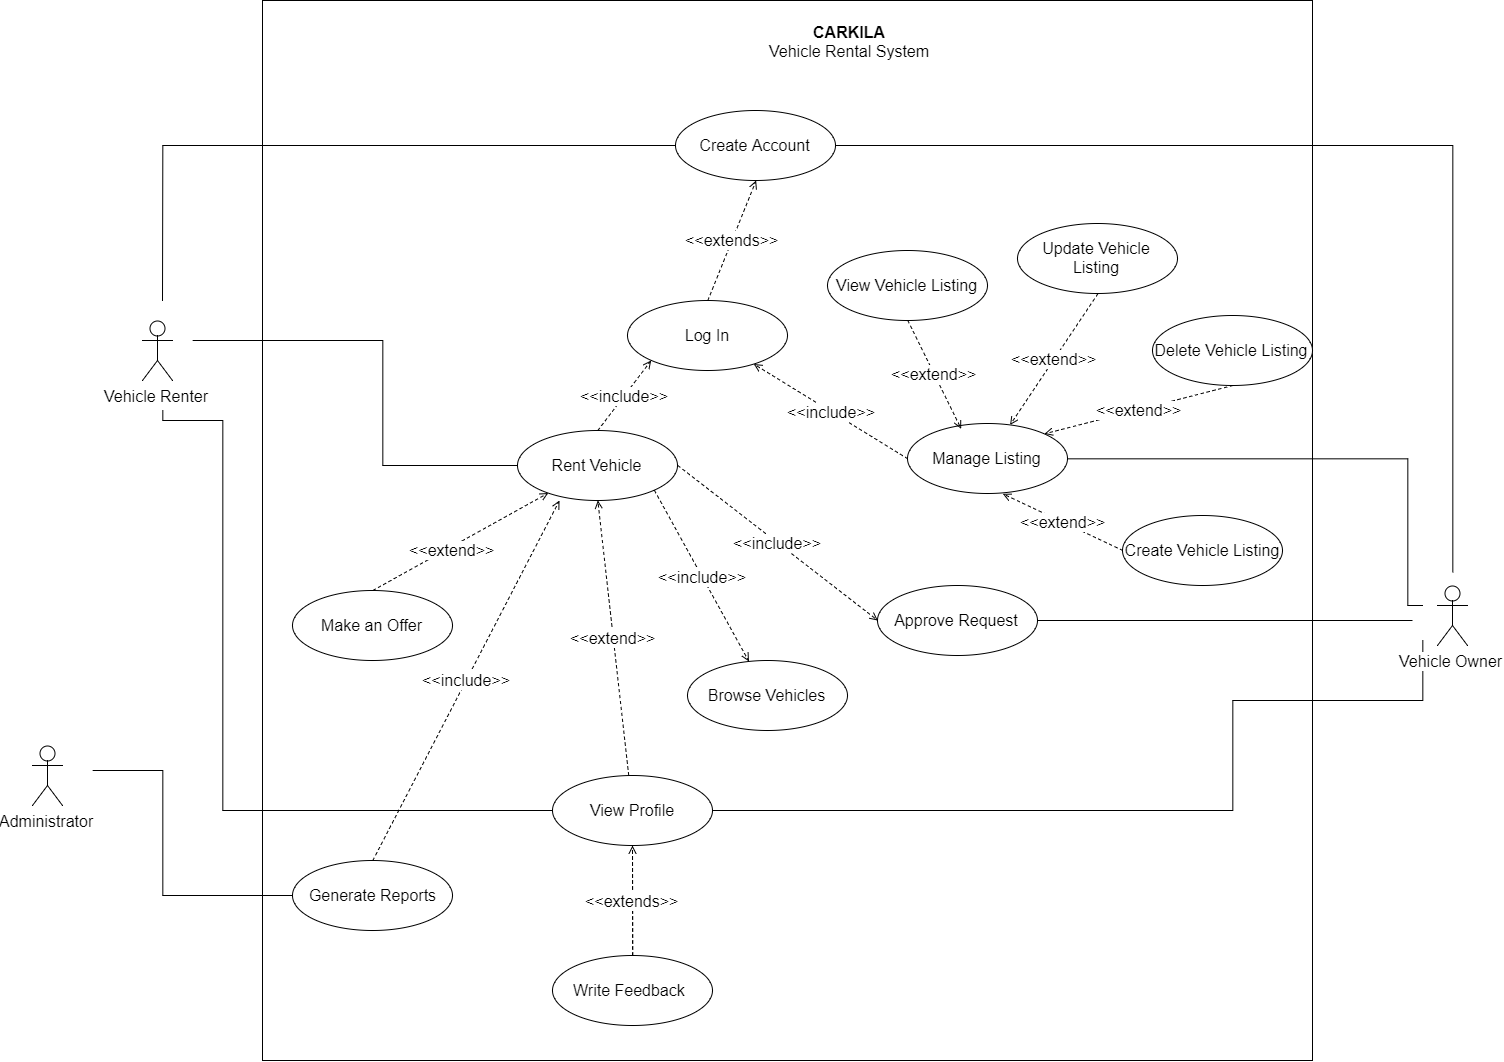 CARKILA
Vehicle Rental System
Create Account
<<extends>>
Update Vehicle
Listing
View Vehicle Listing
Log In
Delete Vehicle Listing
<<extend>>
<<extend>>
Vehicle Renter
<<include>>
<<include>>
<<extend>>
Rent Vehicle
Manage Listing
<<extend>>
<<include>>
<<extend>>
Create Vehicle Listing
<<include>>
Make an Offer
<<extend>>
Approve Request
Vehicle Owner
<<include>>
Browse Vehicles
View Profile
Administrator
Generate Reports
<<extends>>
Write Feedback